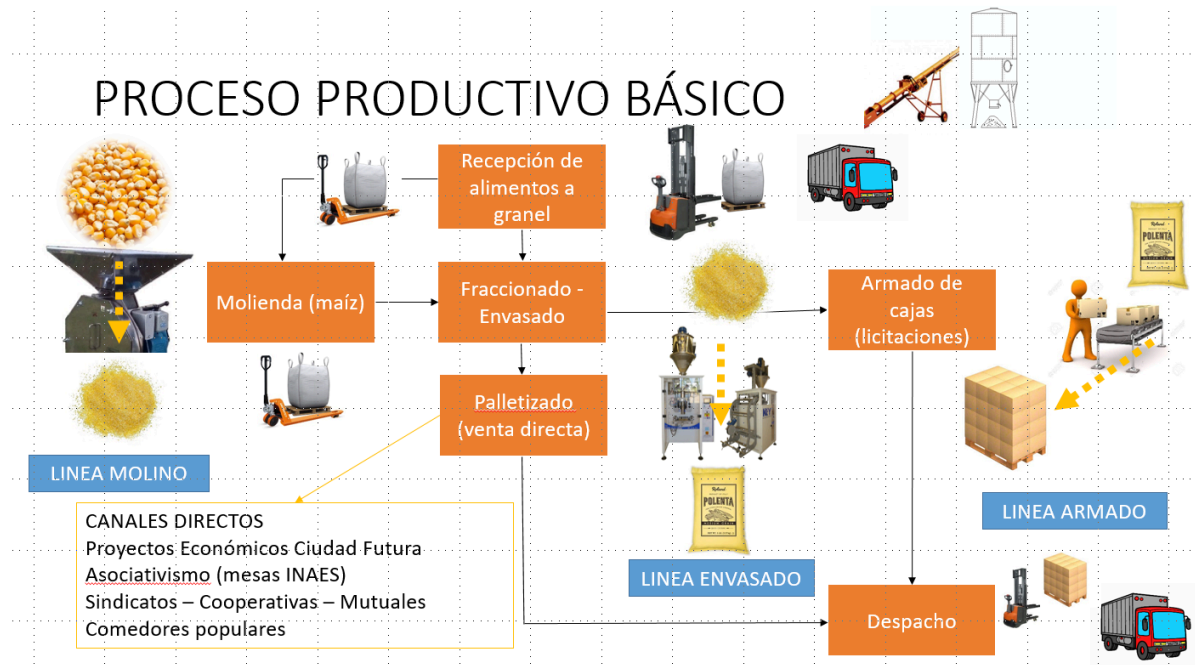 PROCESO PRODUCTIVO BÁSICO
Recepción de
alimentos a
granel
Molienda (maíz)
Fraccionado -
Envasado
Armado de
cajas
(licitaciones)
Palletizado
(venta directa)
POLENTA
LINEA MOLINO
CANALES DIRECTOS
Proyectos Económicos Ciudad Futura
Asociativismo (mesas INAES)
Sindicatos – Cooperativas – Mutuales
Comedores populares
POLENTA
LINEA ENVASADO
LINEA ARMADO
Despacho